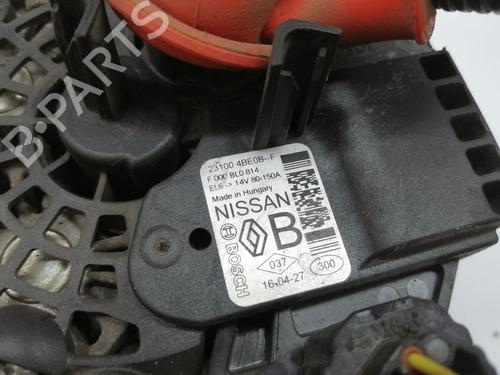 B-PARTS
23100 4BE0B--F
F 000 BL0 814
EL6-> 14V 80-150A
Made in Hungary
NISSAN
B
BOSCH
037
300
16-04-27